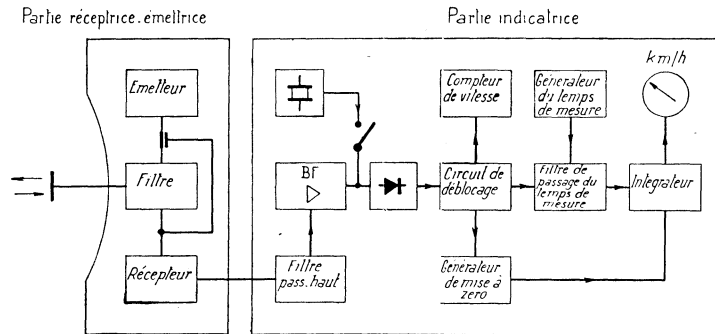 Partie réceptrice.émettrice
Partie indicatrice
km/h
Emetteur
Compteur
de vitesse
Générateur
du temps
de mesure
Filtre
BF
Circuit de
déblocage
Filtre de
passage du
temps de
mesure
Intégrateur
Récepteur
Filtre
pass. haut
Générateur
de mise à
zero